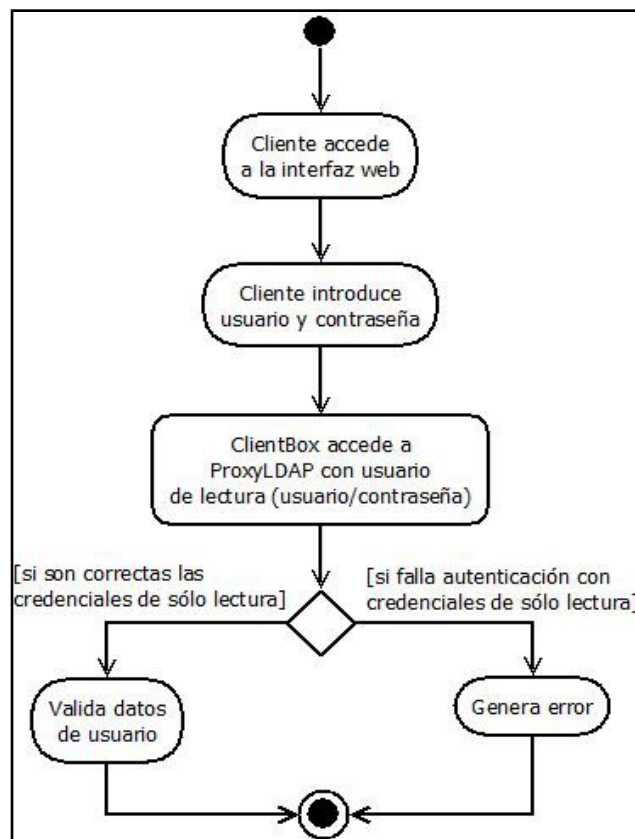 Cliente accede
a la interfaz web
Cliente introduce
usuario y contraseña
ClientBox accede a
ProxyLDAP con usuario
de lectura (usuario/contraseña)
[si son correctas las
credenciales de sólo lectura]
[si falla autenticación con
credenciales de sólo lectura]
Valida datos
de usuario
Genera error